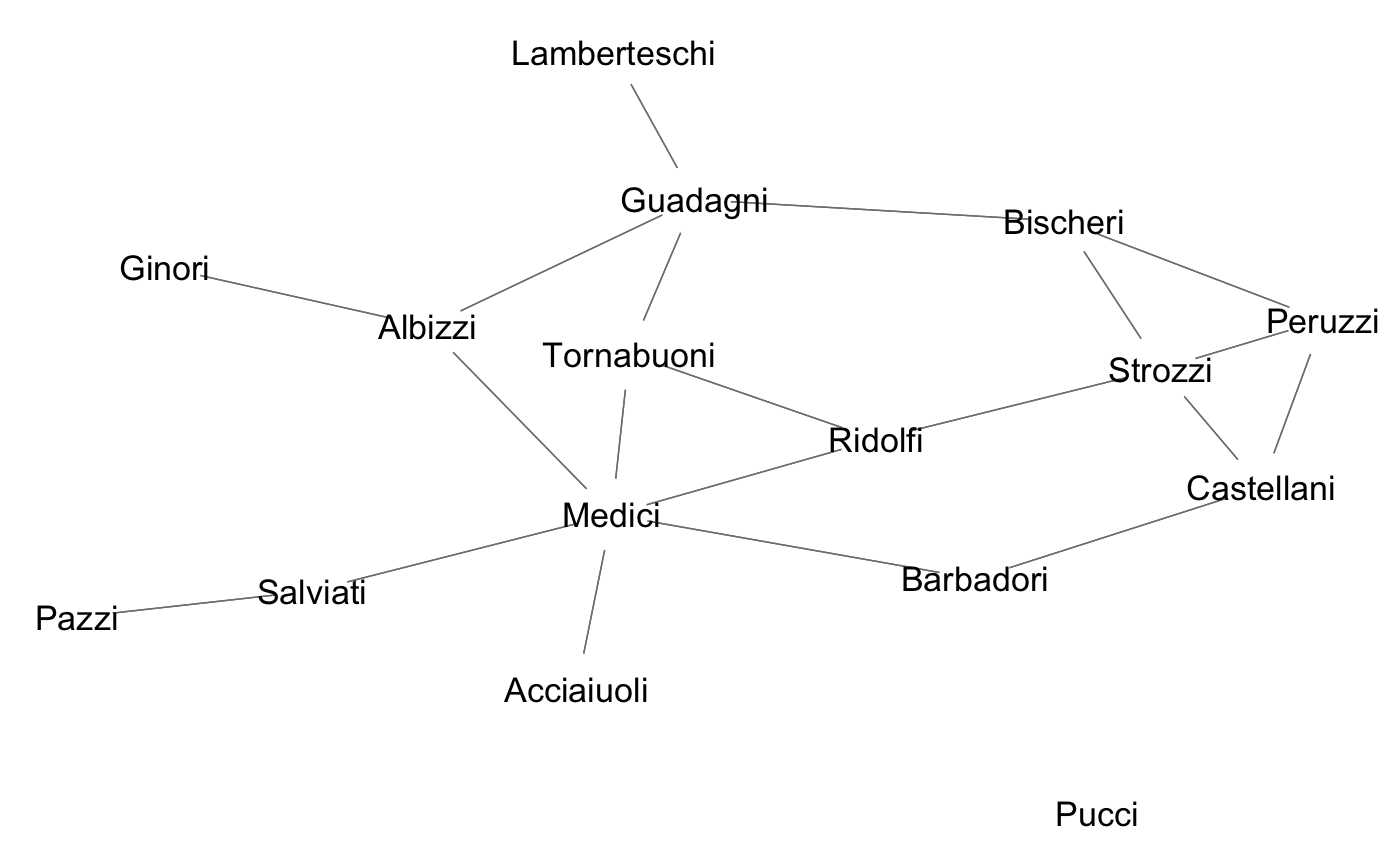 Lamberteschi
Guadagni
Bischeri
Ginori
Albizzi
Peruzzi
Tornabuoni
Strozzi
Ridolfi
Castellani
Medici
Barbadori
Salviati
Pazzi
Acciaiuoli
Pucci